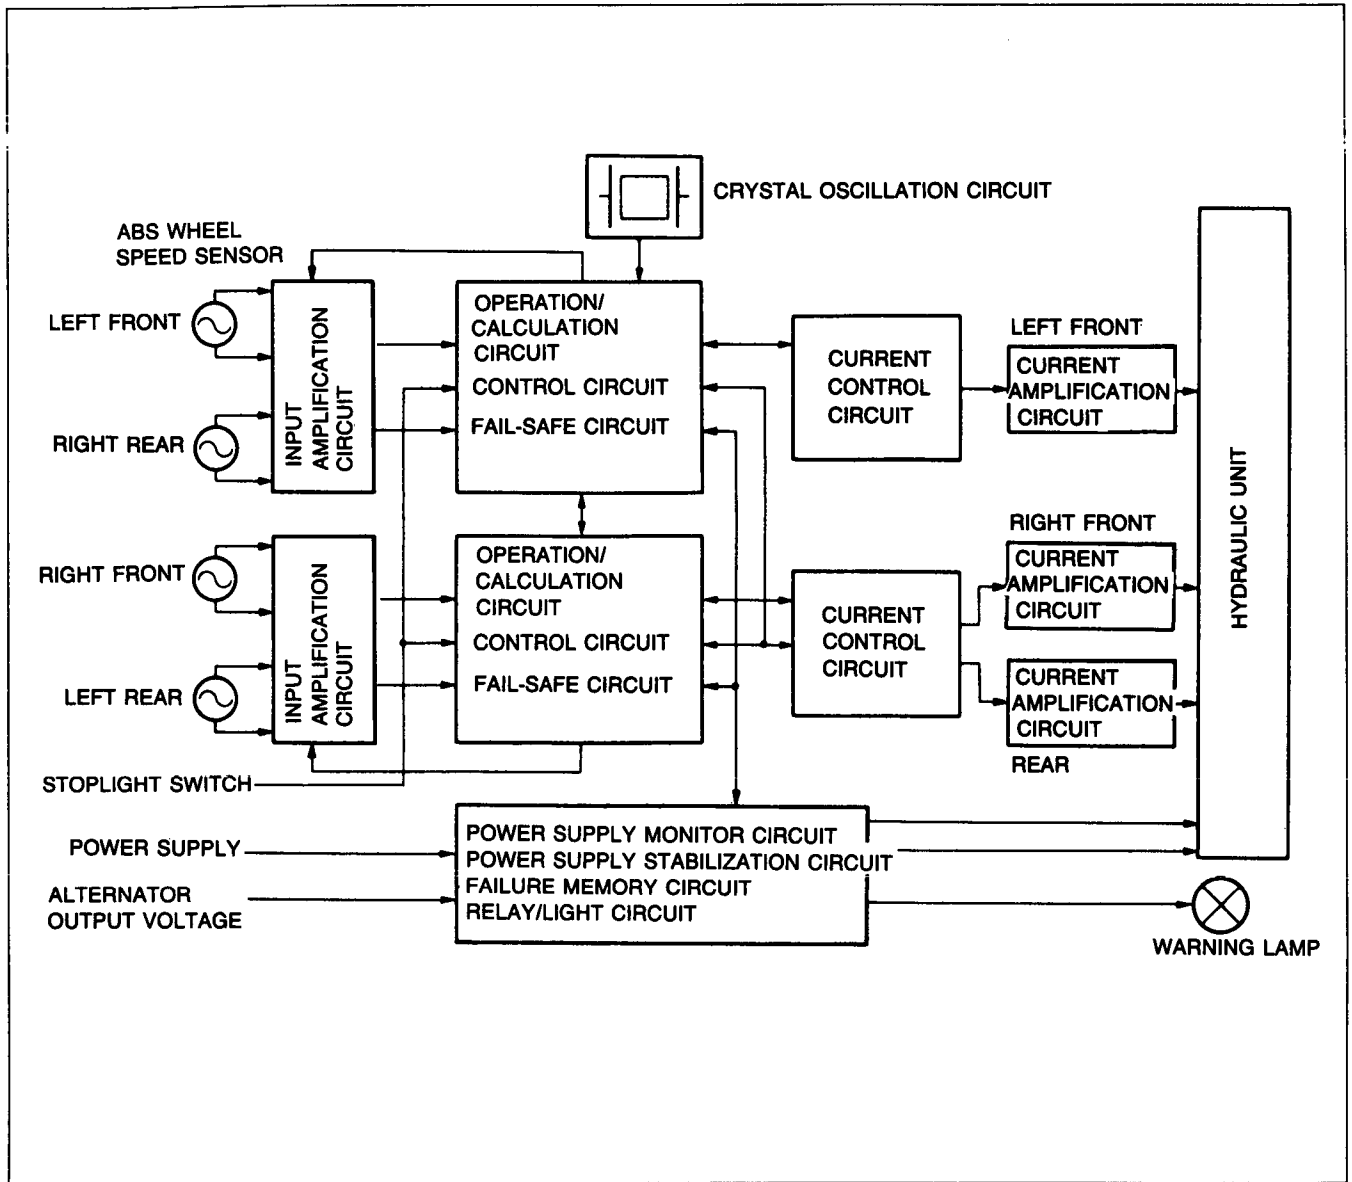 CRYSTAL OSCILLATION CIRCUIT
ABS WHEEL
SPEED SENSOR
LEFT FRONT
RIGHT REAR
INPUT
AMPLIFICATION
CIRCUIT
OPERATION/
CALCULATION
CIRCUIT
CONTROL CIRCUIT
FAIL-SAFE CIRCUIT
CURRENT
CONTROL
CIRCUIT
LEFT FRONT
CURRENT
AMPLIFICATION
CIRCUIT
HYDRAULIC UNIT
RIGHT FRONT
LEFT REAR
INPUT
AMPLIFICATION
CIRCUIT
OPERATION/
CALCULATION
CIRCUIT
CONTROL CIRCUIT
FAIL-SAFE CIRCUIT
CURRENT
CONTROL
CIRCUIT
RIGHT FRONT
CURRENT
AMPLIFICATION
CIRCUIT
CURRENT
AMPLIFICATION
CIRCUIT
REAR
STOPLIGHT SWITCH
POWER SUPPLY
ALTERNATOR
OUTPUT VOLTAGE
POWER SUPPLY MONITOR CIRCUIT
POWER SUPPLY STABILIZATION CIRCUIT
FAILURE MEMORY CIRCUIT
RELAY/LIGHT CIRCUIT
WARNING LAMP